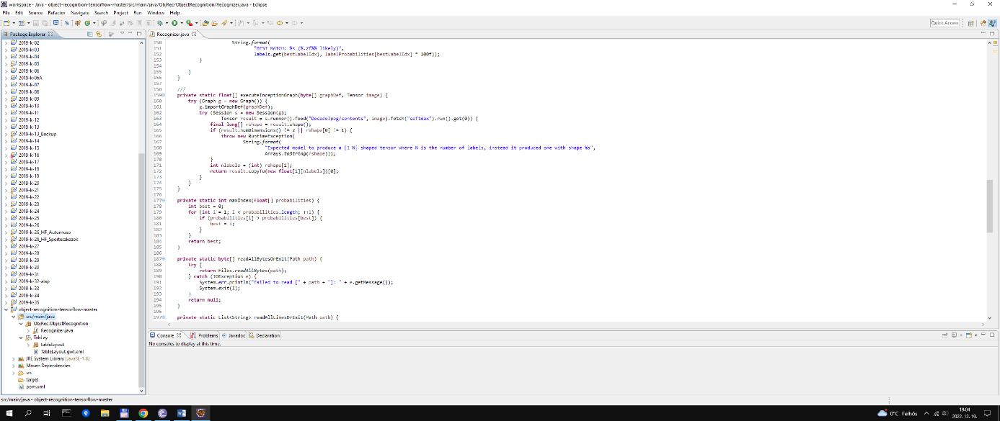 workspace - Java - object-recognition-tensorflow-master/src/main/java/ObjRec/ObjectRecognition/Recognizer.java - Eclipse
File Edit Source Refactor Navigate Search Project Run Window Help
Quick Access
Package Explorer
2019-k-02
2019-k-03
2019-k-04
2019-k-05
2019-k-06
2019-k-06A
2019-k-07
2019-k-08
2019-k-09
2019-k-10
2019-k-11
2019-k-12
2019-k-13
2019-k-13_Backup
2019-k-14
2019-k-15
2019-k-16
2019-k-17
2019-k-18
2019-k-19
2019-k-20
2019-k-21
2019-k-22
2019-k-23
2019-k-24
2019-k-25
2019-k-26
2019-k-26_HF_Automoso
2019-k-26_HF_Sporteszkozok
2019-k-27
2019-k-28
2019-k-29
2019-k-30
2019-k-31
2019-k-32-alap
2019-k-33
2019-k-34
2019-k-35
object-recognition-tensorflow-master
src/main/java
ObjRec.ObjectRecognition
Recognizer.java
TabLay
tablelayout
TableLayout.gwt.xml
JRE System Library [JavaSE-1.8]
Maven Dependencies
src
target
pom.xml
Recognizer.java
150 String.format(
151 "BEST MATCH: %s (%.2f%% likely)",
152 labels.get(bestLabelIdx), labelProbabilities[bestLabelIdx] * 100f));
153 }
154
155 }
156 }
157
158 ///
159 private static float[] executeInceptionGraph(byte[] graphDef, Tensor image) {
160 try (Graph g = new Graph()) {
161 g.importGraphDef(graphDef);
162 try (Session s = new Session(g);
163 Tensor result = s.runner().feed("DecodeJpeg/contents", image).fetch("softmax").run().get(0)) {
164 final long[] rshape = result.shape();
165 if (result.numDimensions() != 2 || rshape[0] != 1) {
166 throw new RuntimeException(
167 String.format(
168 "Expected model to produce a [1 N] shaped tensor where N is the number of labels, instead it produced one with shape %s",
169 Arrays.toString(rshape)));
170 }
171 int nlabels = (int) rshape[1];
172 return result.copyTo(new float[1][nlabels])[0];
173 }
174 }
175 }
176
177 private static int maxIndex(float[] probabilities) {
178 int best = 0;
179 for (int i = 1; i < probabilities.length; ++i) {
180 if (probabilities[i] > probabilities[best]) {
181 best = i;
182 }
183 }
184 return best;
185 }
186
187 private static byte[] readAllBytesOrExit(Path path) {
188 try {
189 return Files.readAllBytes(path);
190 } catch (IOException e) {
191 System.err.println("Failed to read [" + path + "]: " + e.getMessage());
192 System.exit(1);
193 }
194 return null;
195 }
196
197 private static List<String> readAllLinesOrExit(Path path) {
Console Problems Javadoc Declaration
No consoles to display at this time.
src/main/java - object-recognition-tensorflow-master
0°C Felhős
19:04
2022. 12. 19.